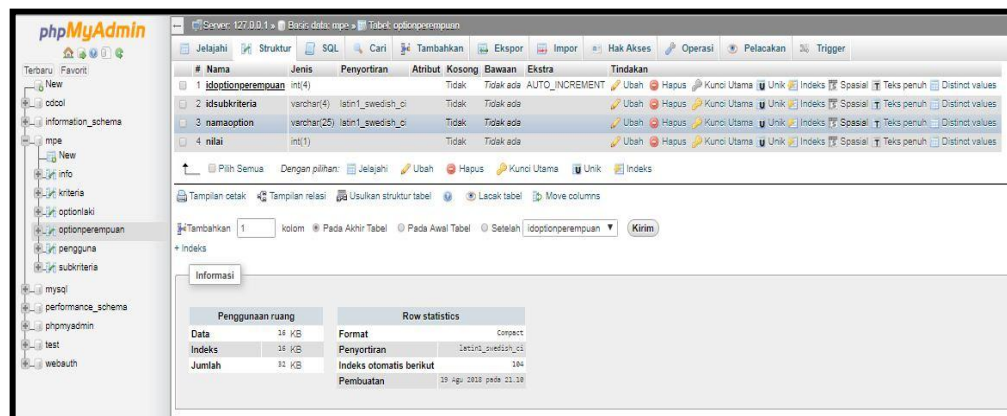 phpMyAdmin
Terbaru Favorit
New
cdcol
information_schema
mpe
New
info
kriteria
optionlaki
optionperempuan
pengguna
subkriteria
mysql
performance_schema
phpmyadmin
test
webauth
Server: 127.0.0.1 » Basis data: mpe » Tabel: optionperempuan
Jelajahi Struktur SQL Cari Tambahkan Ekspor Impor Hak Akses Operasi Pelacakan Trigger
# Nama Jenis Penyortiran Atribut Kosong Bawaan Ekstra Tindakan
1 idoptionperempuan int(4) Tidak Tidak ada AUTO_INCREMENT Ubah Hapus Kunci Utama Unik Indeks Spasial Teks penuh Distinct values
2 idsubkriteria varchar(4) latin1_swedish_ci Tidak Tidak ada Ubah Hapus Kunci Utama Unik Indeks Spasial Teks penuh Distinct values
3 namaoption varchar(25) latin1_swedish_ci Tidak Tidak ada Ubah Hapus Kunci Utama Unik Indeks Spasial Teks penuh Distinct values
4 nilai int(1) Tidak Tidak ada Ubah Hapus Kunci Utama Unik Indeks Spasial Teks penuh Distinct values
Pilih Semua Dengan pilihan: Jelajahi Ubah Hapus Kunci Utama Unik Indeks
Tampilan cetak Tampilan relasi Usulkan struktur tabel Lacak tabel Move columns
Tambahkan 1 kolom Pada Akhir Tabel Pada Awal Tabel Setelah idoptionperempuan Kirim
+ Indeks
Informasi
Penggunaan ruang
Data 16 KB
Indeks 16 KB
Jumlah 32 KB
Row statistics
Format Compact
Penyortiran latin1_swedish_ci
Indeks otomatis berikut 104
Pembuatan 19 Agu 2018 pada 21.18